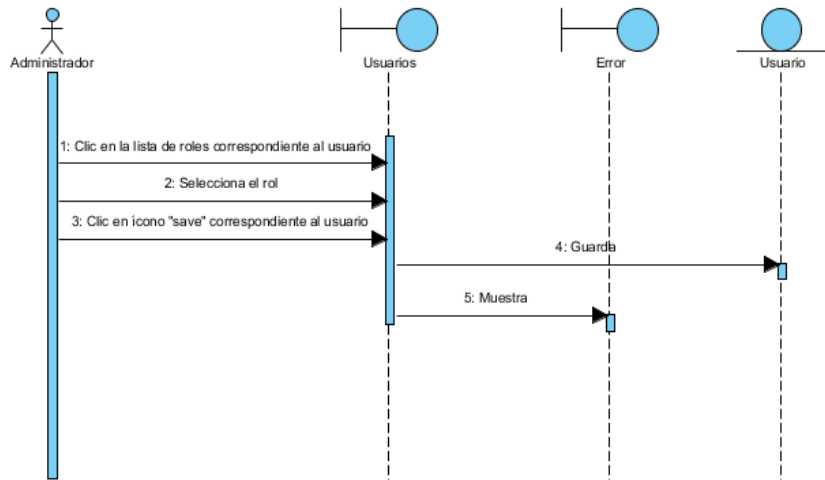 Administrador
Usuarios
Error
Usuario
1: Clic en la lista de roles correspondiente al usuario
2: Selecciona el rol
3: Clic en ícono "save" correspondiente al usuario
4: Guarda
5: Muestra